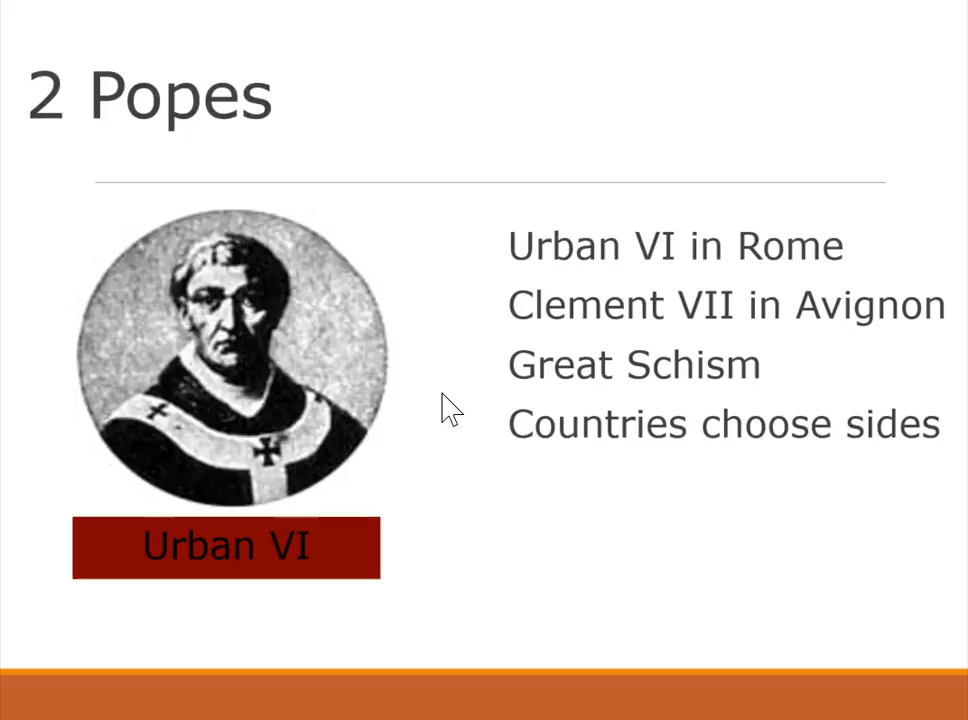 2 Popes
Urban VI in Rome
Clement VII in Avignon
Great Schism
Countries choose sides
Urban VI